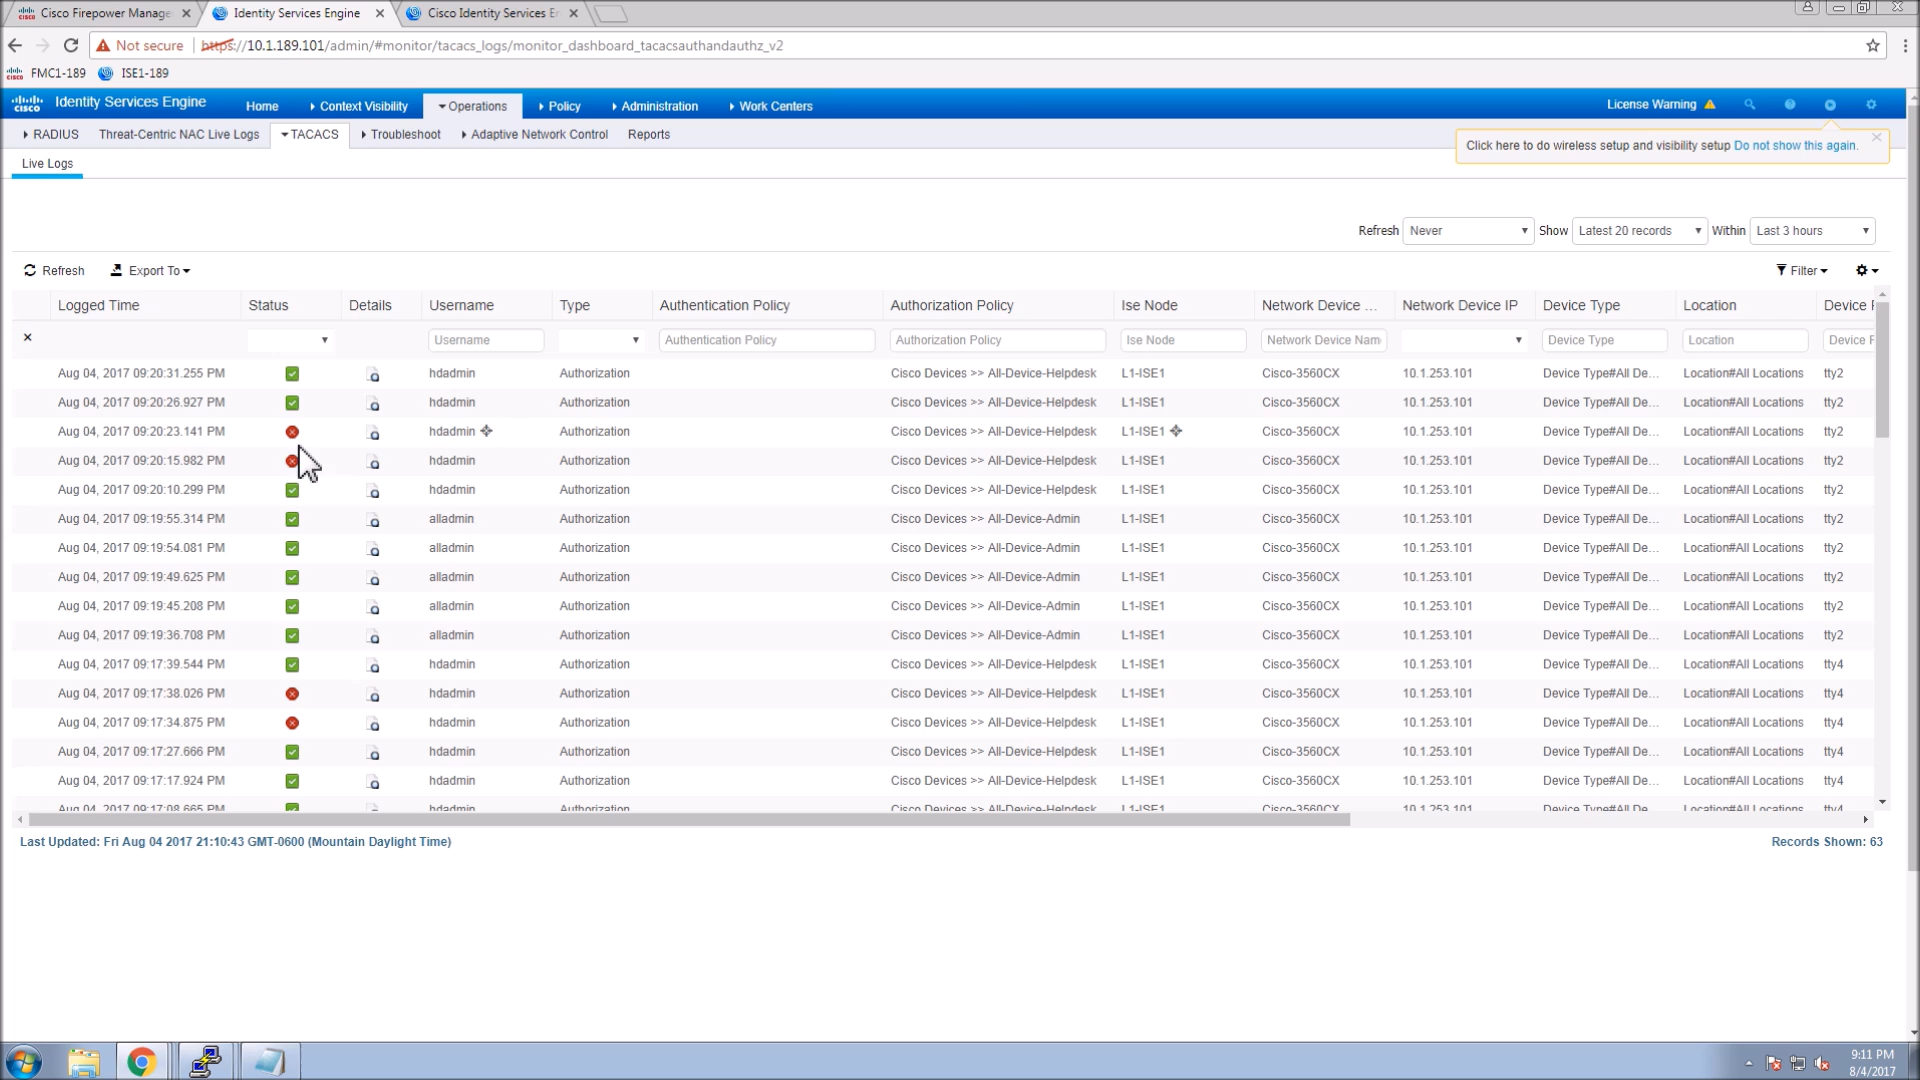 Cisco Firepower Manage
Identity Services Engine
Cisco Identity Services E
Not secure
https://10.1.189.101/admin/#monitor/tacacs_logs/monitor_dashboard_tacacsauthandauthz_v2
FMC1-189 ISE1-189
CISCO Identity Services Engine Home Context Visibility Operations Policy Administration Work Centers License Warning
RADIUS Threat-Centric NAC Live Logs TACACS Troubleshoot Adaptive Network Control Reports
Click here to do wireless setup and visibility setup Do not show this again.
Live Logs
Refresh Never Show Latest 20 records Within Last 3 hours
Refresh Export To Filter
Logged Time Status Details Username Type Authentication Policy Authorization Policy Ise Node Network Device ... Network Device IP Device Type Location Device
Username Authentication Policy Authorization Policy Ise Node Network Device Name Device Type Location Device
Aug 04, 2017 09:20:31.255 PM hdadmin Authorization Cisco Devices >> All-Device-Helpdesk L1-ISE1 Cisco-3560CX 10.1.253.101 Device Type#All De... Location#All Locations tty2
Aug 04, 2017 09:20:26.927 PM hdadmin Authorization Cisco Devices >> All-Device-Helpdesk L1-ISE1 Cisco-3560CX 10.1.253.101 Device Type#All De... Location#All Locations tty2
Aug 04, 2017 09:20:23.141 PM hdadmin Authorization Cisco Devices >> All-Device-Helpdesk L1-ISE1 Cisco-3560CX 10.1.253.101 Device Type#All De... Location#All Locations tty2
Aug 04, 2017 09:20:15.982 PM hdadmin Authorization Cisco Devices >> All-Device-Helpdesk L1-ISE1 Cisco-3560CX 10.1.253.101 Device Type#All De... Location#All Locations tty2
Aug 04, 2017 09:20:10.299 PM hdadmin Authorization Cisco Devices >> All-Device-Helpdesk L1-ISE1 Cisco-3560CX 10.1.253.101 Device Type#All De... Location#All Locations tty2
Aug 04, 2017 09:19:55.314 PM alladmin Authorization Cisco Devices >> All-Device-Admin L1-ISE1 Cisco-3560CX 10.1.253.101 Device Type#All De... Location#All Locations tty2
Aug 04, 2017 09:19:54.081 PM alladmin Authorization Cisco Devices >> All-Device-Admin L1-ISE1 Cisco-3560CX 10.1.253.101 Device Type#All De... Location#All Locations tty2
Aug 04, 2017 09:19:49.625 PM alladmin Authorization Cisco Devices >> All-Device-Admin L1-ISE1 Cisco-3560CX 10.1.253.101 Device Type#All De... Location#All Locations tty2
Aug 04, 2017 09:19:45.208 PM alladmin Authorization Cisco Devices >> All-Device-Admin L1-ISE1 Cisco-3560CX 10.1.253.101 Device Type#All De... Location#All Locations tty2
Aug 04, 2017 09:19:36.708 PM alladmin Authorization Cisco Devices >> All-Device-Admin L1-ISE1 Cisco-3560CX 10.1.253.101 Device Type#All De... Location#All Locations tty2
Aug 04, 2017 09:17:39.544 PM hdadmin Authorization Cisco Devices >> All-Device-Helpdesk L1-ISE1 Cisco-3560CX 10.1.253.101 Device Type#All De... Location#All Locations tty4
Aug 04, 2017 09:17:38.026 PM hdadmin Authorization Cisco Devices >> All-Device-Helpdesk L1-ISE1 Cisco-3560CX 10.1.253.101 Device Type#All De... Location#All Locations tty4
Aug 04, 2017 09:17:34.875 PM hdadmin Authorization Cisco Devices >> All-Device-Helpdesk L1-ISE1 Cisco-3560CX 10.1.253.101 Device Type#All De... Location#All Locations tty4
Aug 04, 2017 09:17:27.666 PM hdadmin Authorization Cisco Devices >> All-Device-Helpdesk L1-ISE1 Cisco-3560CX 10.1.253.101 Device Type#All De... Location#All Locations tty4
Aug 04, 2017 09:17:17.924 PM hdadmin Authorization Cisco Devices >> All-Device-Helpdesk L1-ISE1 Cisco-3560CX 10.1.253.101 Device Type#All De... Location#All Locations tty4
Aug 04, 2017 09:17:08.665 PM hdadmin Authorization Cisco Devices >> All-Device-Helpdesk L1-ISE1 Cisco-3560CX 10.1.253.101 Device Type#All De... Location#All Locations tty4
Last Updated: Fri Aug 04 2017 21:10:43 GMT-0600 (Mountain Daylight Time) Records Shown: 63
9:11 PM
8/4/2017